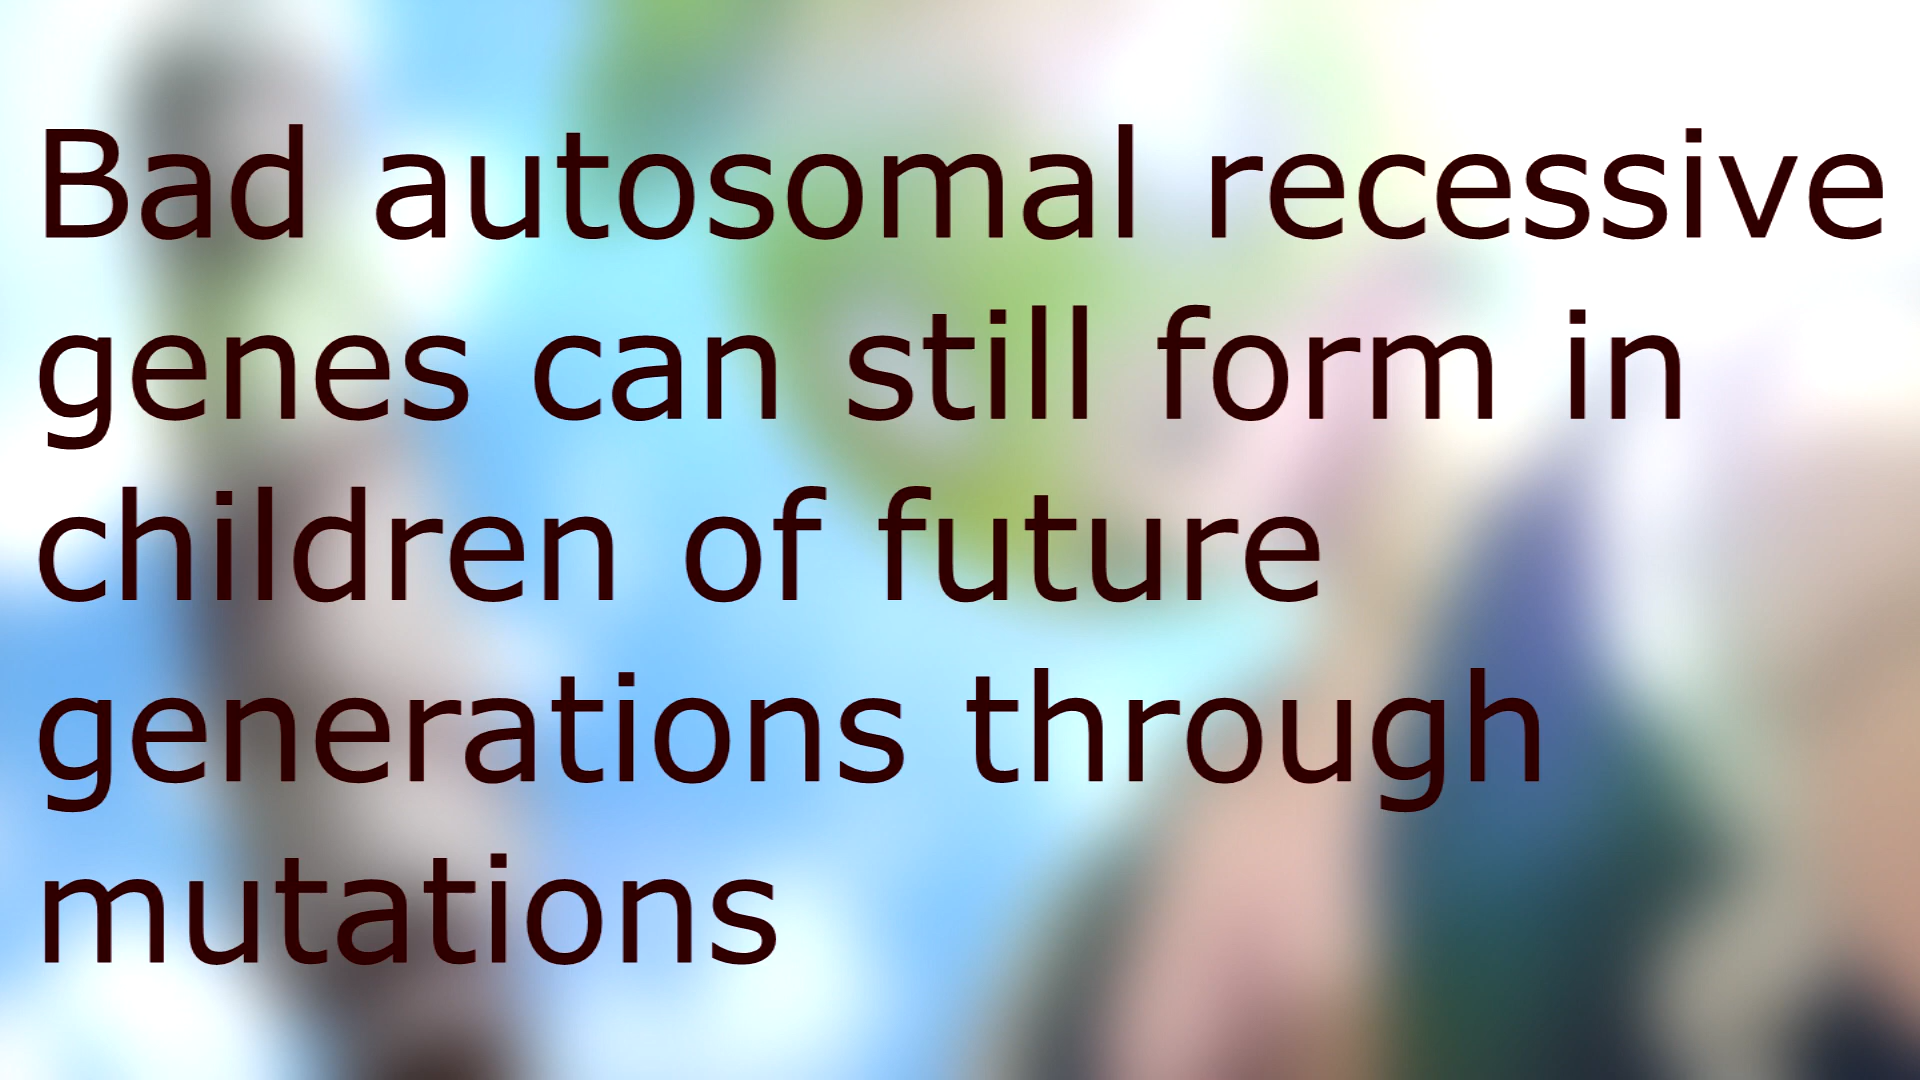 Bad autosomal recessive
genes can still form in
children of future
generations through
mutations